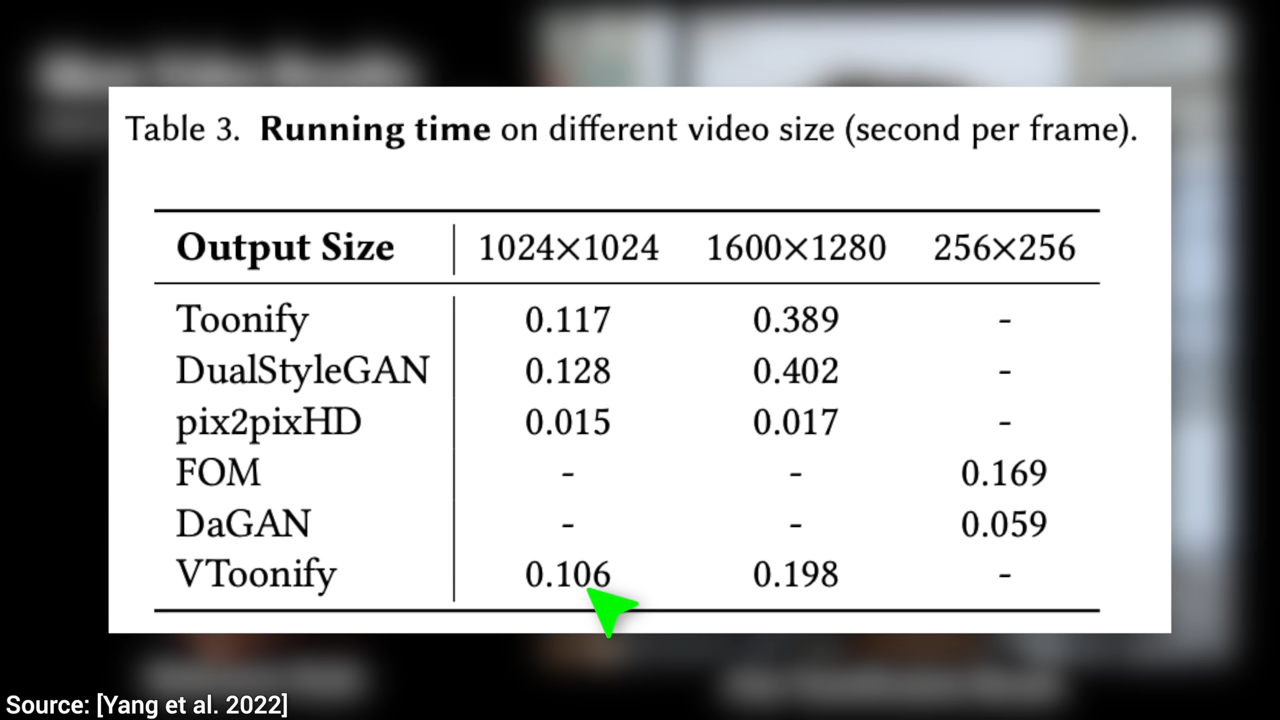 Table 3. Running time on different video size (second per frame).
Output Size 1024×1024 1600×1280 256×256
Toonify 0.117 0.389 -
DualStyleGAN 0.128 0.402 -
pix2pixHD 0.015 0.017 -
FOM - - 0.169
DaGAN - - 0.059
VToonify 0.106 0.198 -
Source: [Yang et al. 2022]